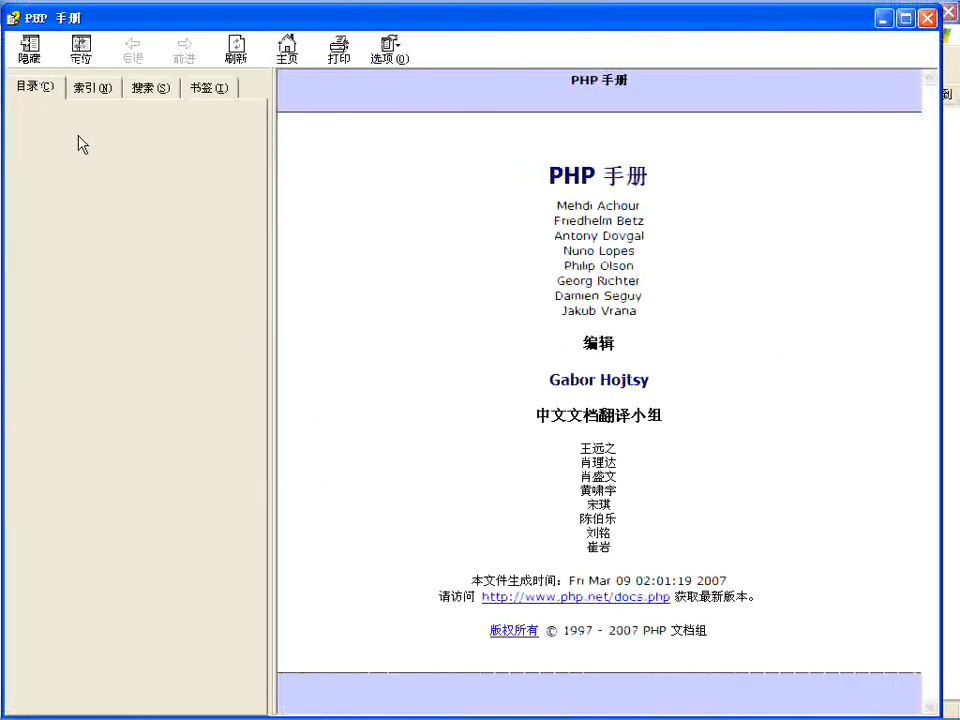 PHP 手册
隐藏 定位 后退 前进 刷新 主页 打印 选项(O)
目录(C) 索引(N) 搜索(S) 书签(I)
PHP 手册
到
PHP 手册
Mehdi Achour
Friedhelm Betz
Antony Dovgal
Nuno Lopes
Philip Olson
Georg Richter
Damien Seguy
Jakub Vrana
编辑
Gabor Hojtsy
中文文档翻译小组
王远之
肖理达
肖盛文
黄啸宇
宋琪
陈伯乐
刘铭
崔岩
本文件生成时间: Fri Mar 09 02:01:19 2007
请访问 http://www.php.net/docs.php 获取最新版本。
版权所有 © 1997 - 2007 PHP 文档组